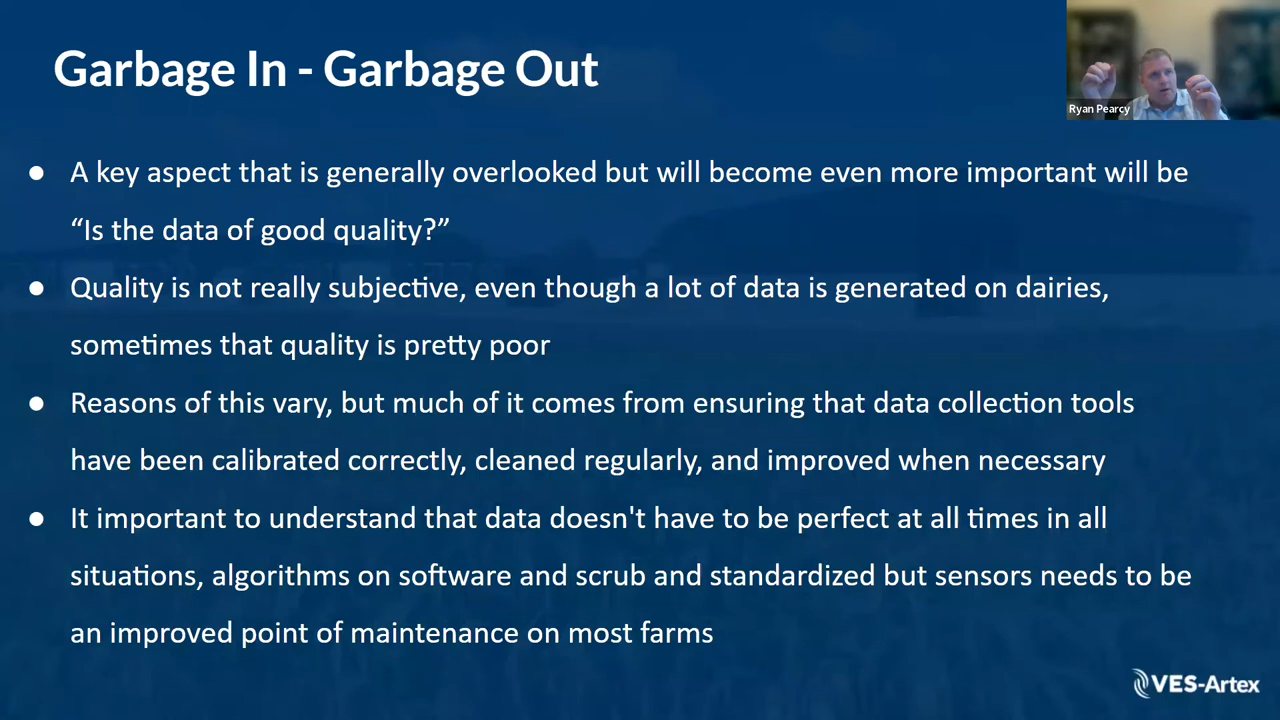 Garbage In - Garbage Out
Ryan Pearcy
● A key aspect that is generally overlooked but will become even more important will be
“Is the data of good quality?”
● Quality is not really subjective, even though a lot of data is generated on dairies,
sometimes that quality is pretty poor
● Reasons of this vary, but much of it comes from ensuring that data collection tools
have been calibrated correctly, cleaned regularly, and improved when necessary
● It important to understand that data doesn't have to be perfect at all times in all
situations, algorithms on software and scrub and standardized but sensors needs to be
an improved point of maintenance on most farms
VES-Artex